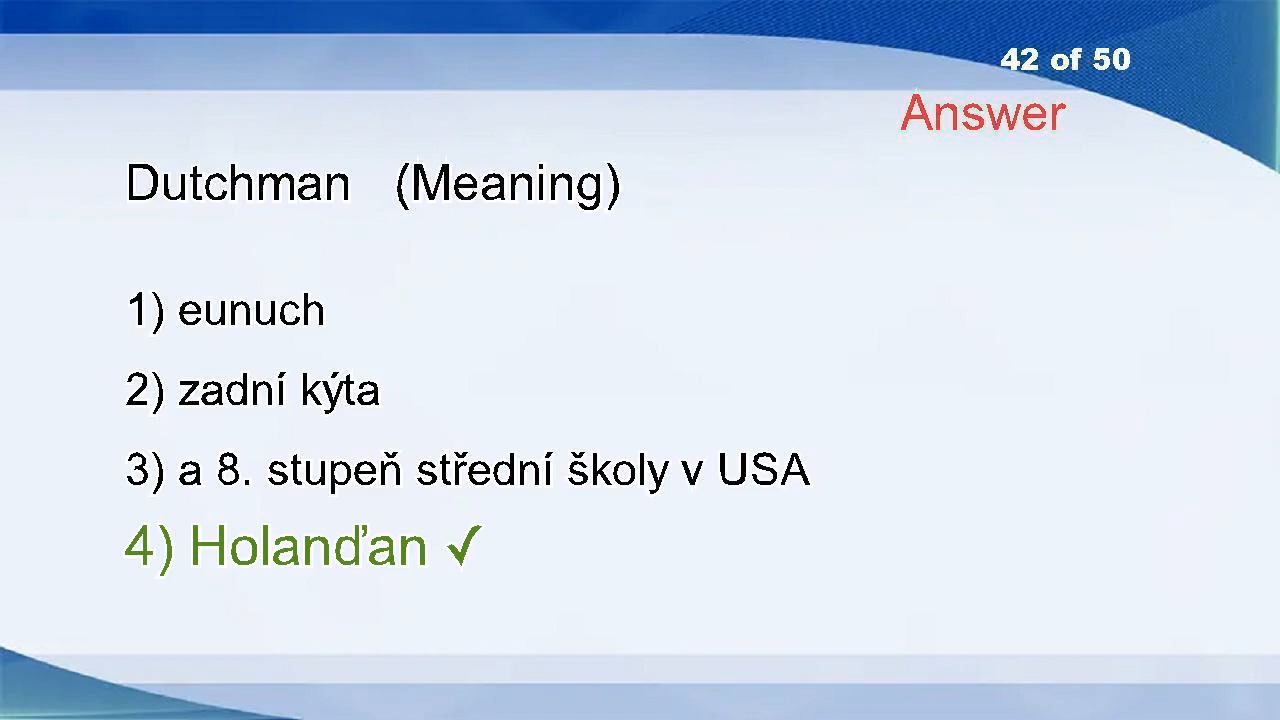 42 of 50
Answer
Dutchman (Meaning)
1) eunuch
2) zadní kýta
3) a 8. stupeň střední školy v USA
4) Holanďan ✓